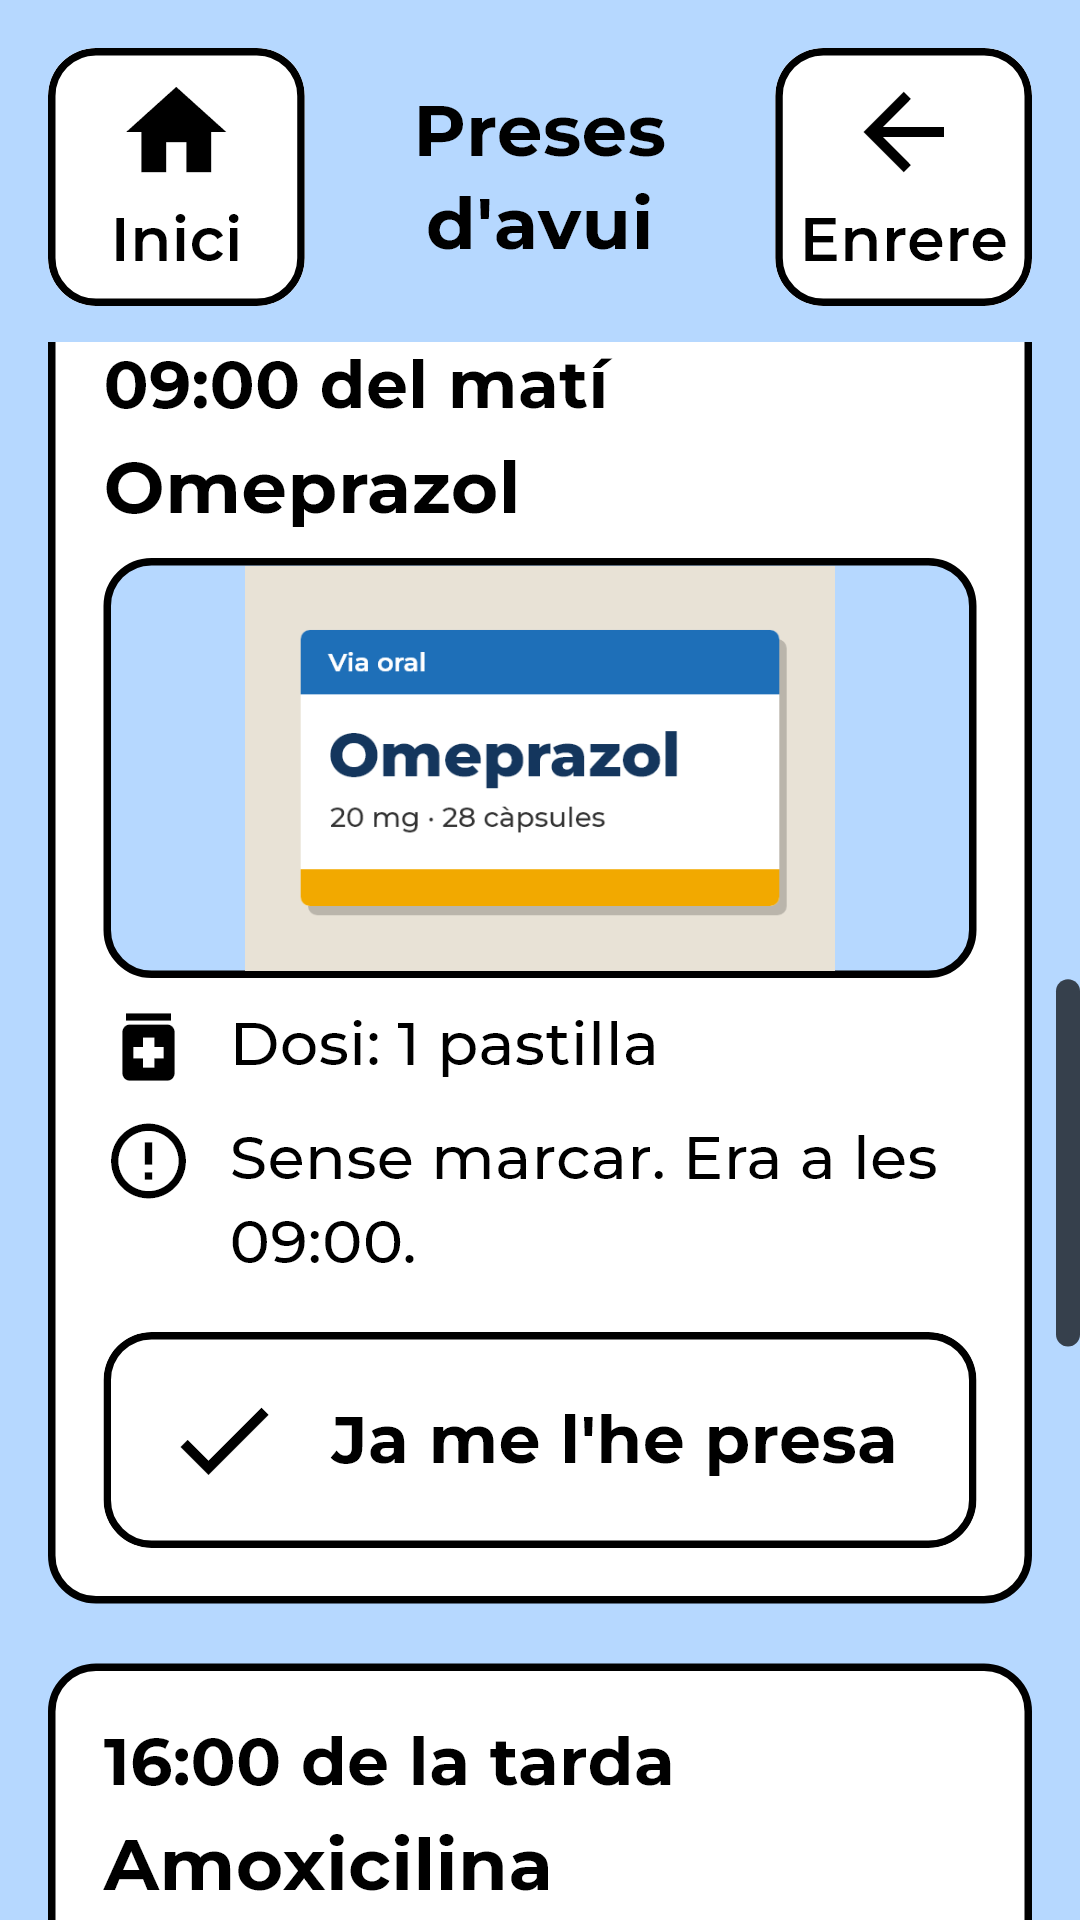 Inici
Preses
d'avui
Enrere
09:00 del matí
Omeprazol
Via oral
Omeprazol
20 mg · 28 càpsules
Dosi: 1 pastilla
Sense marcar. Era a les
09:00.
Ja me l'he presa
16:00 de la tarda
Amoxicilina